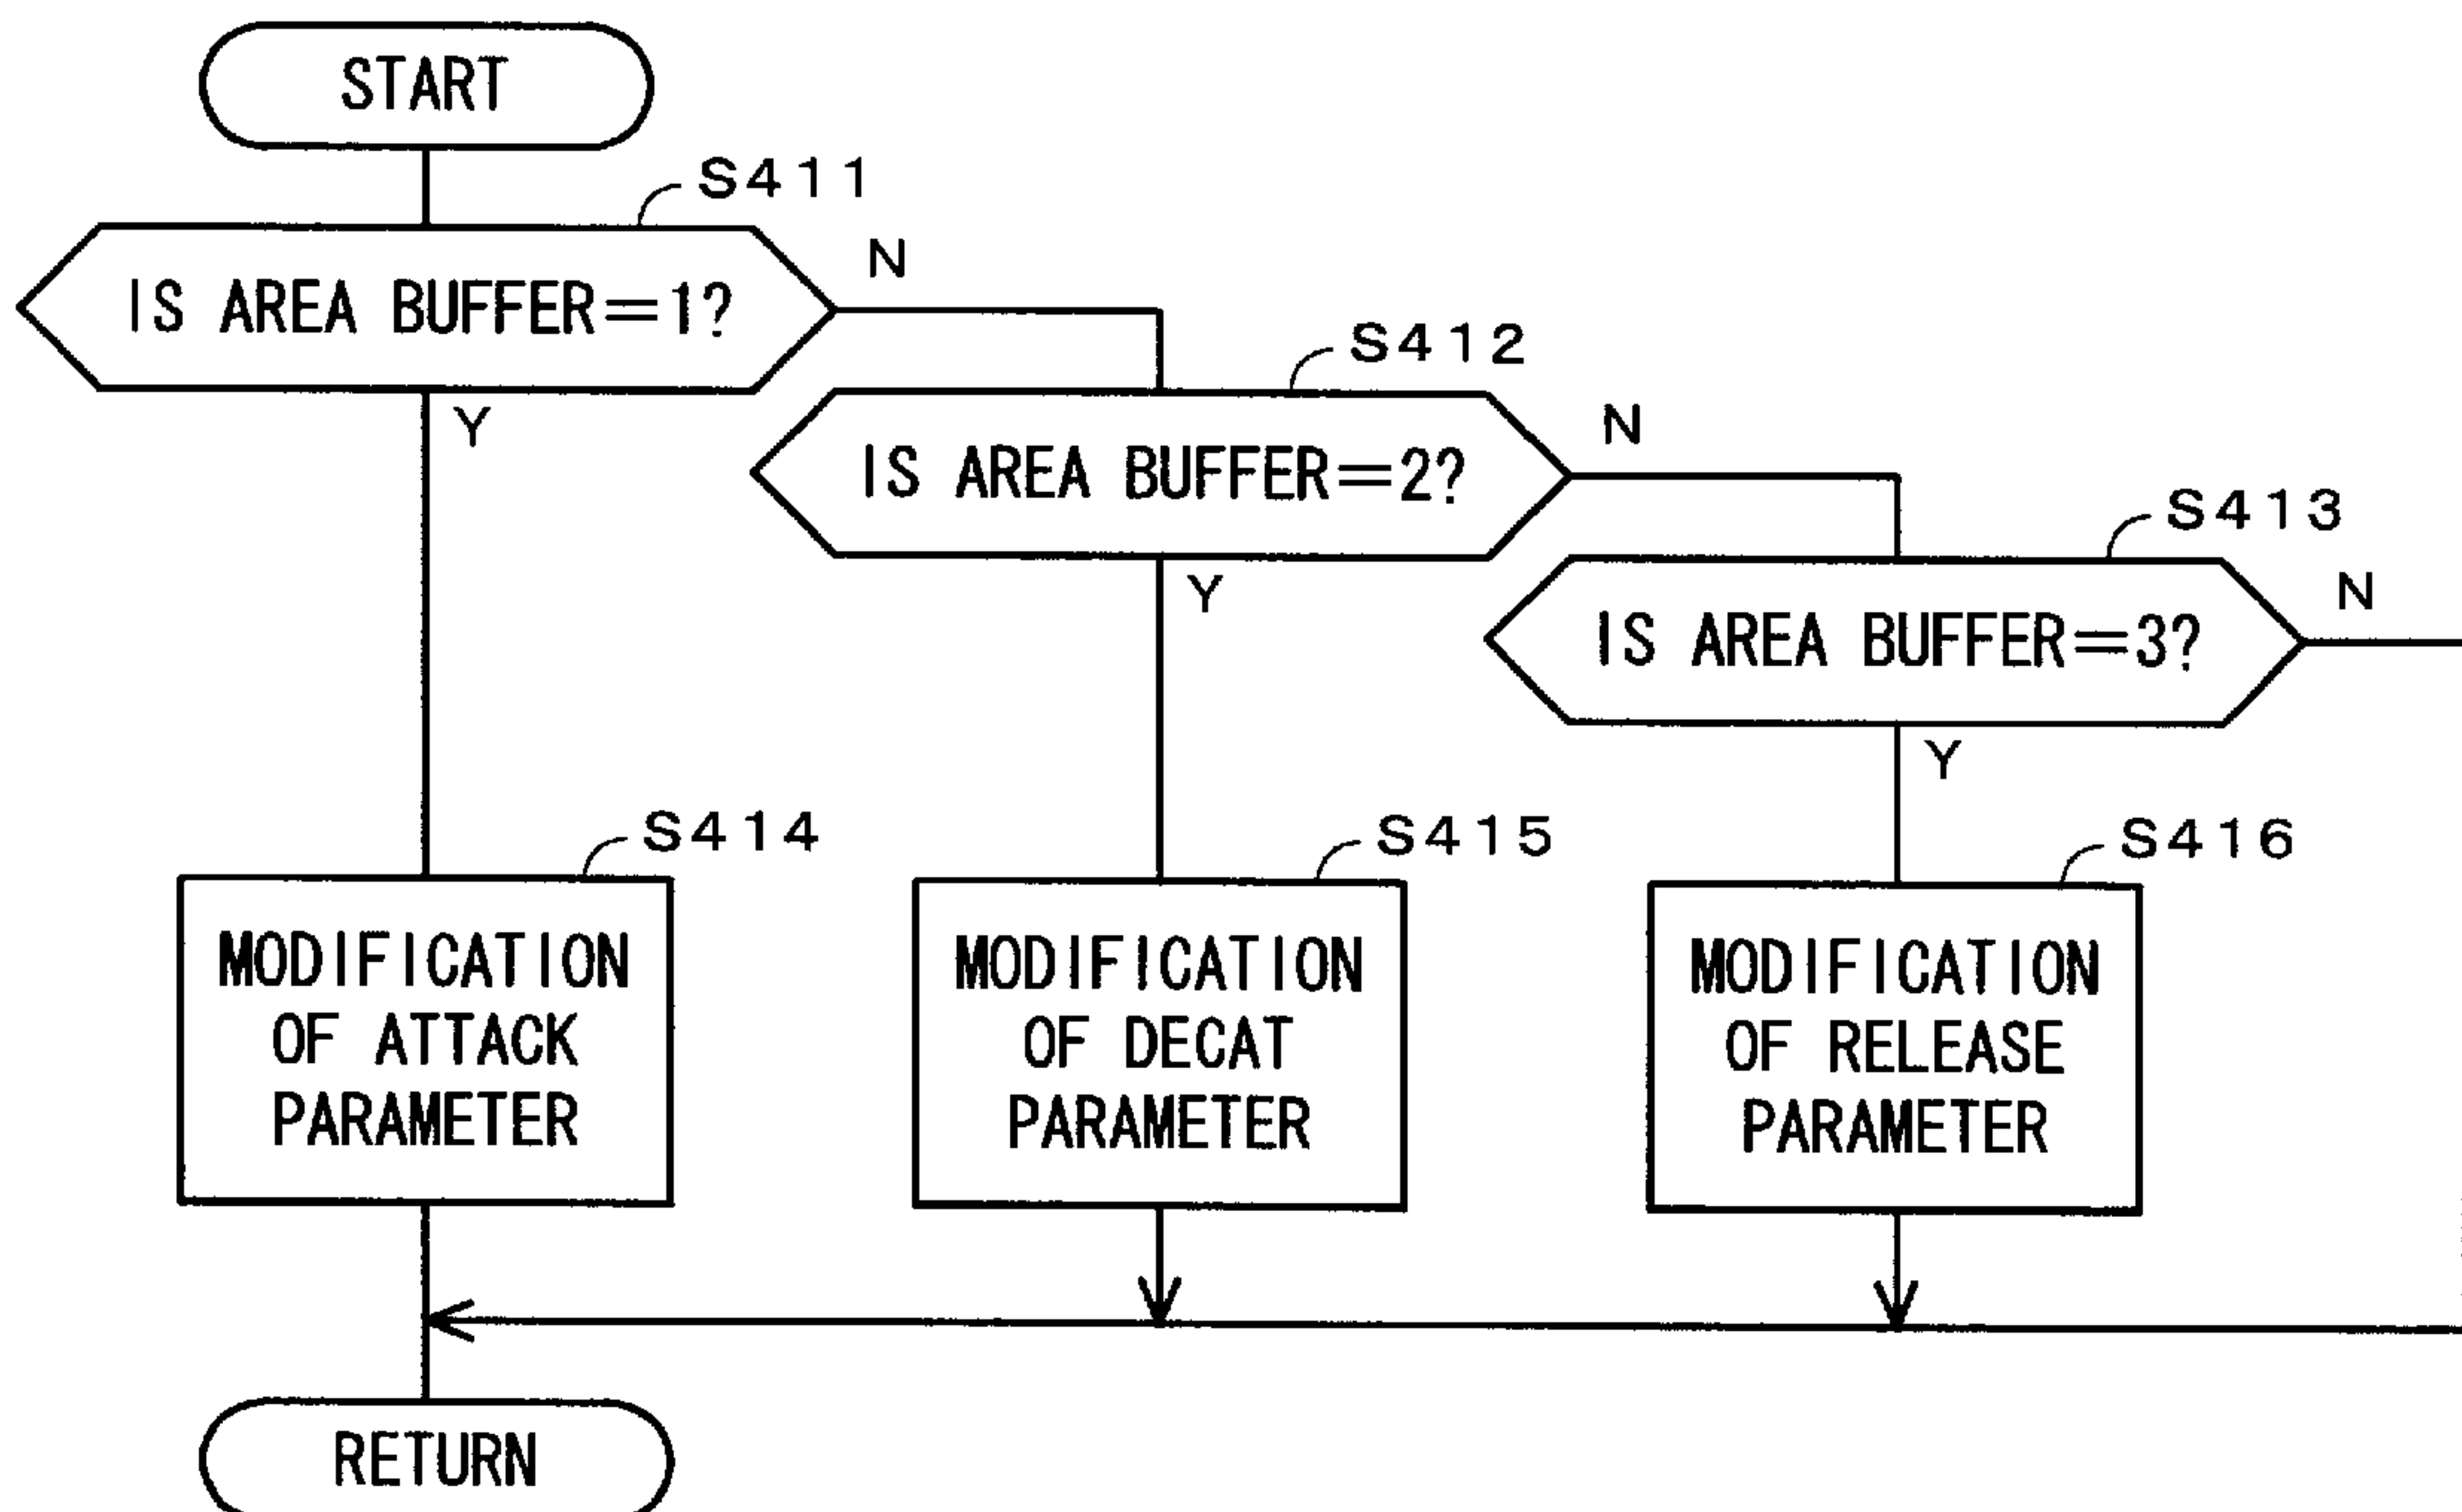 START
S411
IS AREA BUFFER=1?
N
Y
S412
IS AREA BUFFER=2?
N
Y
S413
IS AREA BUFFER=3?
N
Y
S414
MODIFICATION
OF ATTACK
PARAMETER
S415
MODIFICATION
OF DECAT
PARAMETER
S416
MODIFICATION
OF RELEASE
PARAMETER
RETURN